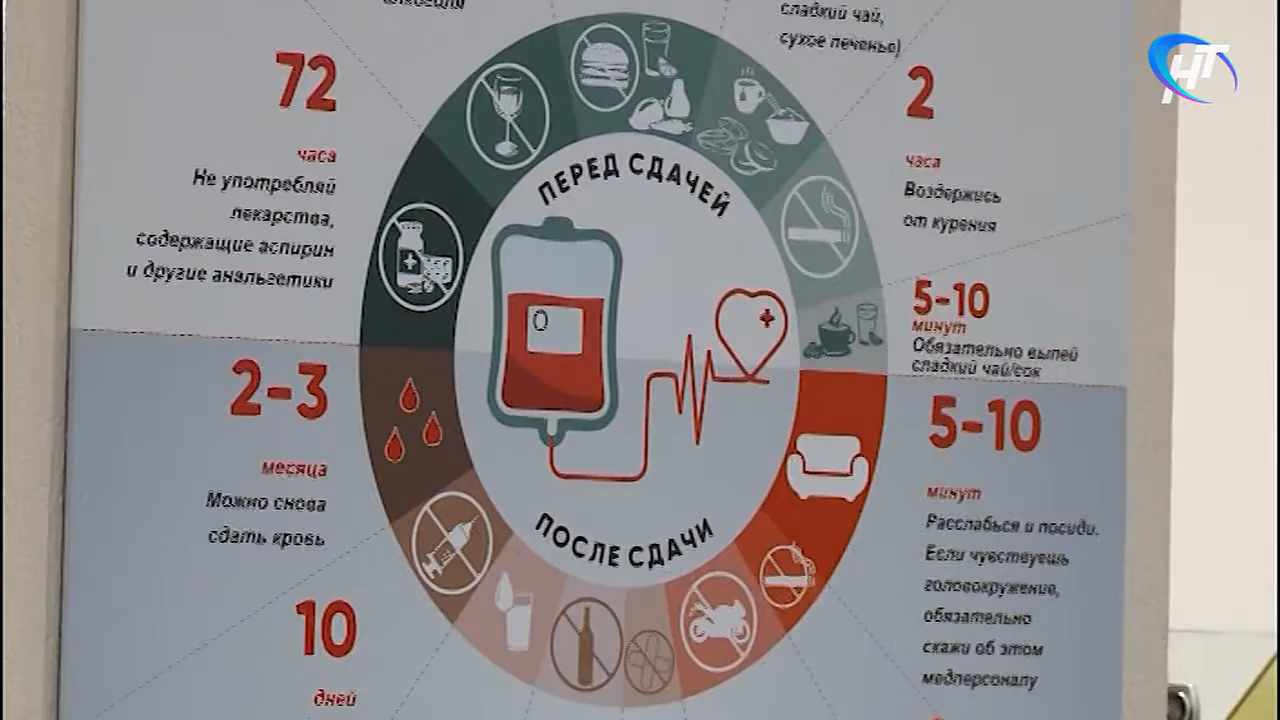 сладкий чай,
сухое печенье)
НТ
72
часа
Не употребляй
лекарства,
содержащие аспирин
и другие анальгетики
2
часа
Воздержись
от курения
5-10
минут
Обязательно выпей
сладкий чай/сок
ПЕРЕД СДАЧЕЙ
O
ПОСЛЕ СДАЧИ
2-3
месяца
Можно снова
сдать кровь
10
дней
5-10
минут
Расслабься и посиди.
Если чувствуешь
головокружение,
обязательно
скажи об этом
медперсоналу